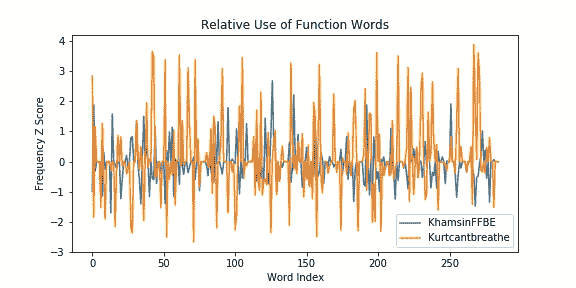 Relative Use of Function Words
Frequency Z Score
4
3
2
1
0
−1
−2
−3
0
50
100
150
200
250
Word Index
KhamsinFFBE
Kurtcantbreathe